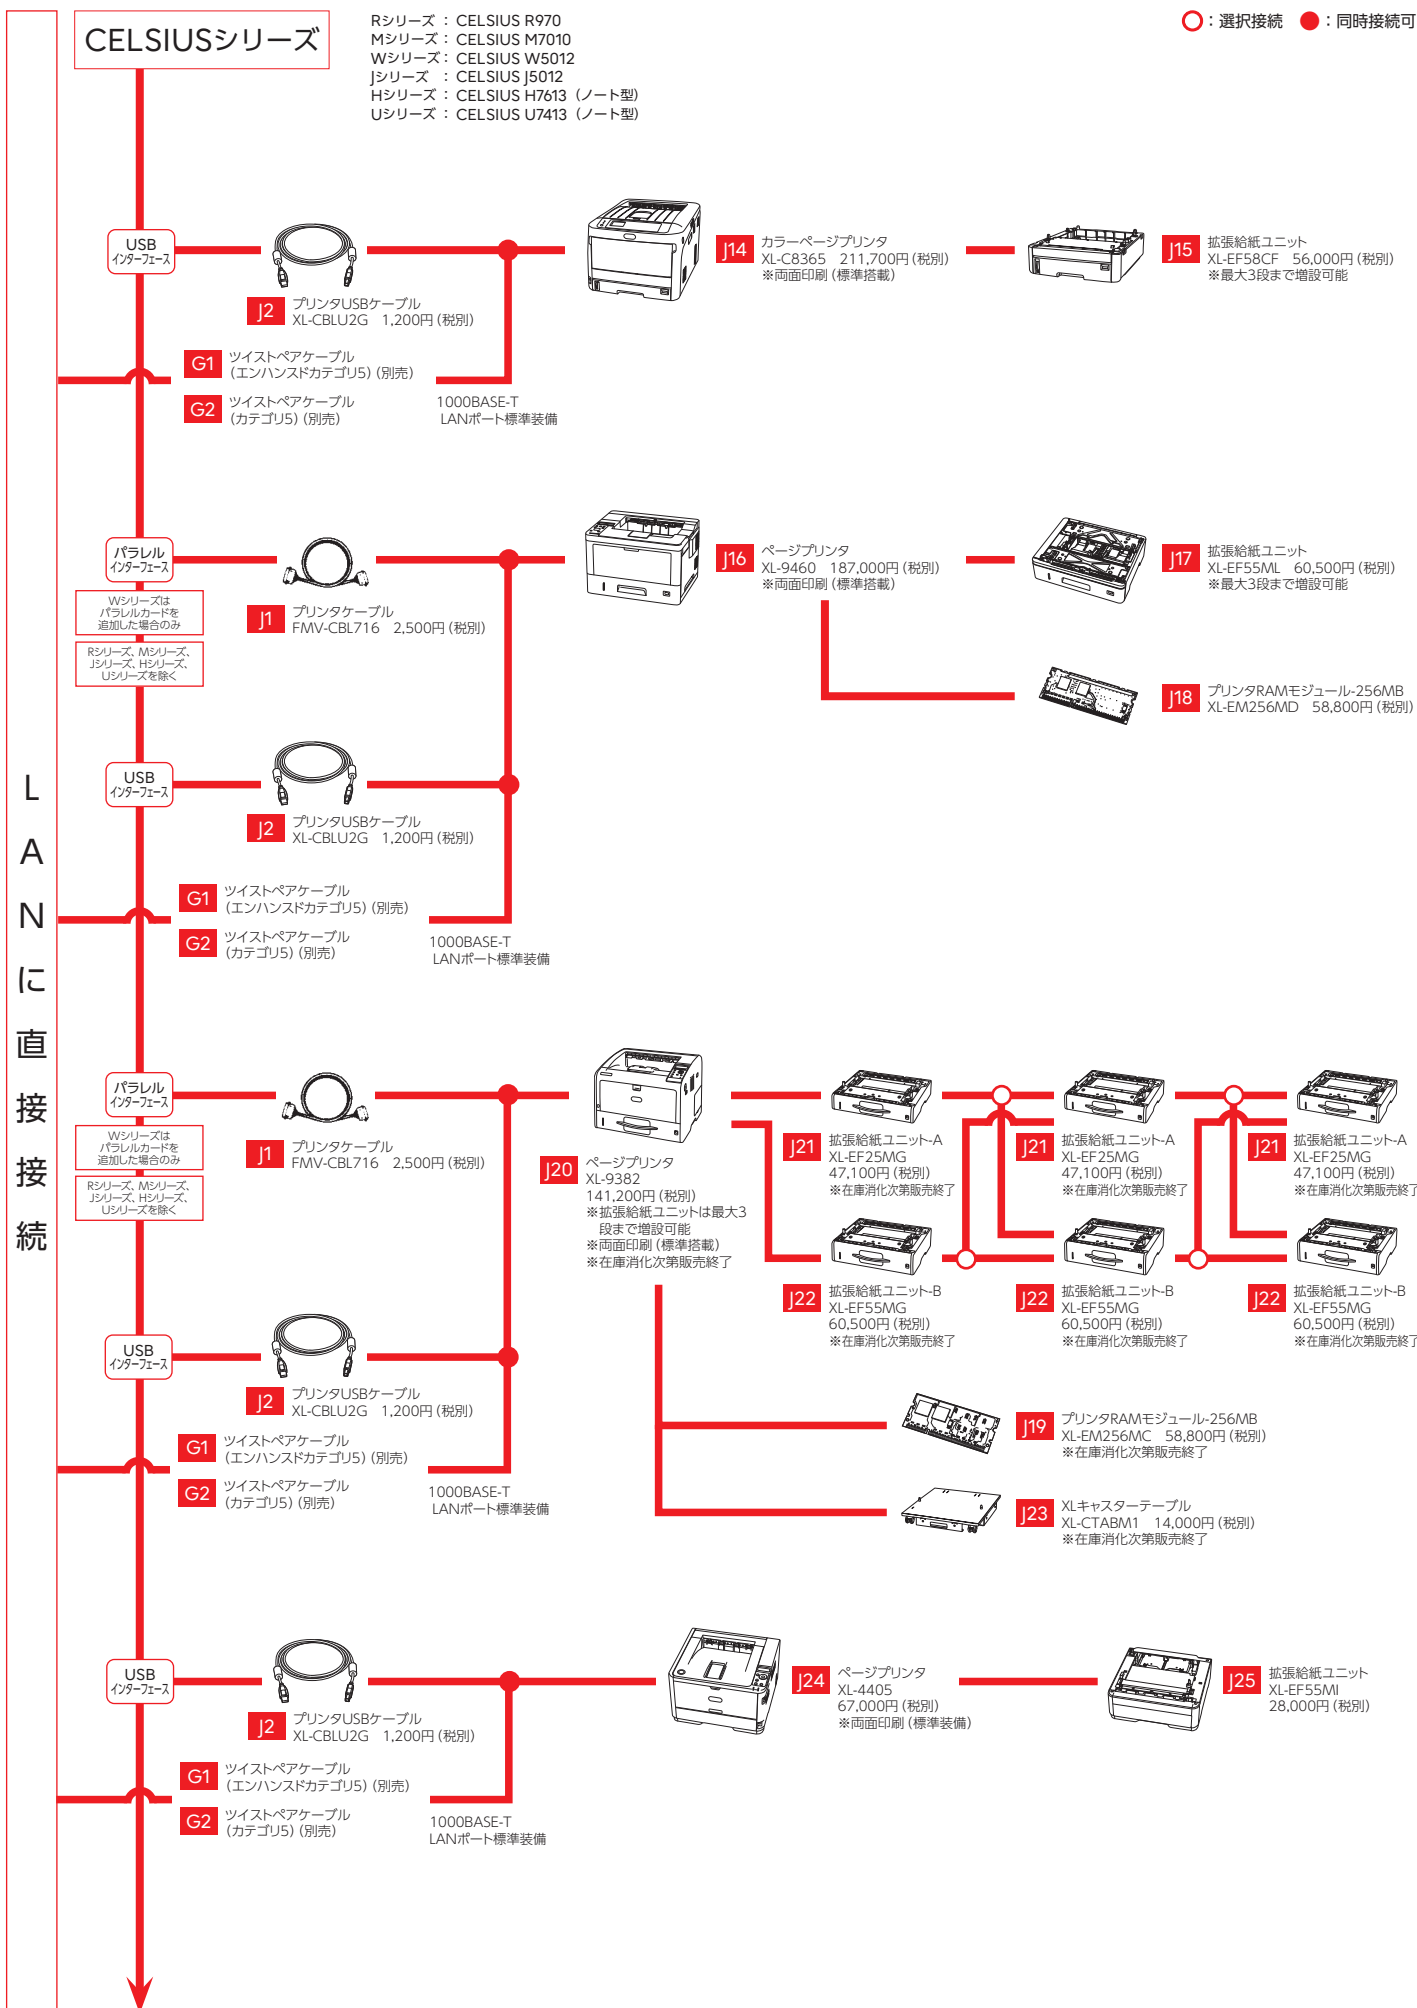 CELSIUSシリーズ
Rシリーズ ： CELSIUS R970
Mシリーズ ： CELSIUS M7010
Wシリーズ： CELSIUS W5012
Jシリーズ ： CELSIUS J5012
Hシリーズ ： CELSIUS H7613（ノート型）
Uシリーズ ： CELSIUS U7413（ノート型）
：選択接続
：同時接続可
LANに直接接続
USB
インターフェース
J2 プリンタUSBケーブル
XL-CBLU2G 1,200円（税別）
G1 ツイストペアケーブル
（エンハンスドカテゴリ5）（別売）
G2 ツイストペアケーブル
（カテゴリ5）（別売）
1000BASE-T
LANポート標準装備
J14 カラーページプリンタ
XL-C8365 211,700円（税別）
※両面印刷（標準搭載）
J15 拡張給紙ユニット
XL-EF58CF 56,000円（税別）
※最大3段まで増設可能
パラレル
インターフェース
Wシリーズは
パラレルカードを
追加した場合のみ
Rシリーズ、Mシリーズ、
Jシリーズ、Hシリーズ、
Uシリーズを除く
J1 プリンタケーブル
FMV-CBL716 2,500円（税別）
J16 ページプリンタ
XL-9460 187,000円（税別）
※両面印刷（標準搭載）
J17 拡張給紙ユニット
XL-EF55ML 60,500円（税別）
※最大3段まで増設可能
J18 プリンタRAMモジュール-256MB
XL-EM256MD 58,800円（税別）
USB
インターフェース
J2 プリンタUSBケーブル
XL-CBLU2G 1,200円（税別）
G1 ツイストペアケーブル
（エンハンスドカテゴリ5）（別売）
G2 ツイストペアケーブル
（カテゴリ5）（別売）
1000BASE-T
LANポート標準装備
パラレル
インターフェース
Wシリーズは
パラレルカードを
追加した場合のみ
Rシリーズ、Mシリーズ、
Jシリーズ、Hシリーズ、
Uシリーズを除く
J1 プリンタケーブル
FMV-CBL716 2,500円（税別）
J20 ページプリンタ
XL-9382
141,200円（税別）
※拡張給紙ユニットは最大3
段まで増設可能
※両面印刷（標準搭載）
※在庫消化次第販売終了
J21 拡張給紙ユニット-A
XL-EF25MG
47,100円（税別）
※在庫消化次第販売終了
J21 拡張給紙ユニット-A
XL-EF25MG
47,100円（税別）
※在庫消化次第販売終了
J21 拡張給紙ユニット-A
XL-EF25MG
47,100円（税別）
※在庫消化次第販売終了
J22 拡張給紙ユニット-B
XL-EF55MG
60,500円（税別）
※在庫消化次第販売終了
J22 拡張給紙ユニット-B
XL-EF55MG
60,500円（税別）
※在庫消化次第販売終了
J22 拡張給紙ユニット-B
XL-EF55MG
60,500円（税別）
※在庫消化次第販売終了
USB
インターフェース
J2 プリンタUSBケーブル
XL-CBLU2G 1,200円（税別）
G1 ツイストペアケーブル
（エンハンスドカテゴリ5）（別売）
G2 ツイストペアケーブル
（カテゴリ5）（別売）
1000BASE-T
LANポート標準装備
J19 プリンタRAMモジュール-256MB
XL-EM256MC 58,800円（税別）
※在庫消化次第販売終了
J23 XLキャスターテーブル
XL-CTABM1 14,000円（税別）
※在庫消化次第販売終了
USB
インターフェース
J2 プリンタUSBケーブル
XL-CBLU2G 1,200円（税別）
G1 ツイストペアケーブル
（エンハンスドカテゴリ5）（別売）
G2 ツイストペアケーブル
（カテゴリ5）（別売）
1000BASE-T
LANポート標準装備
J24 ページプリンタ
XL-4405
67,000円（税別）
※両面印刷（標準装備）
J25 拡張給紙ユニット
XL-EF55MI
28,000円（税別）